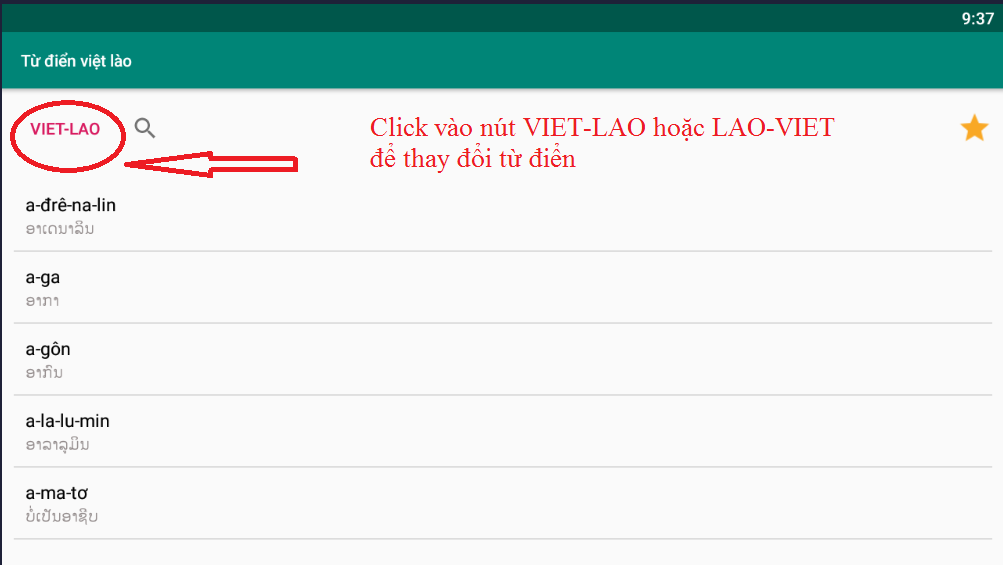 9:37
Từ điển việt lào
VIET-LAO
Click vào nút VIET-LAO hoặc LAO-VIET
để thay đổi từ điển
a-đrê-na-lin
ອາເດນາລິນ
a-ga
ອາກາ
a-gôn
ອາກົນ
a-la-lu-min
ອາລາລູມິນ
a-ma-tơ
ບໍ່ເປັນອາຊີບ